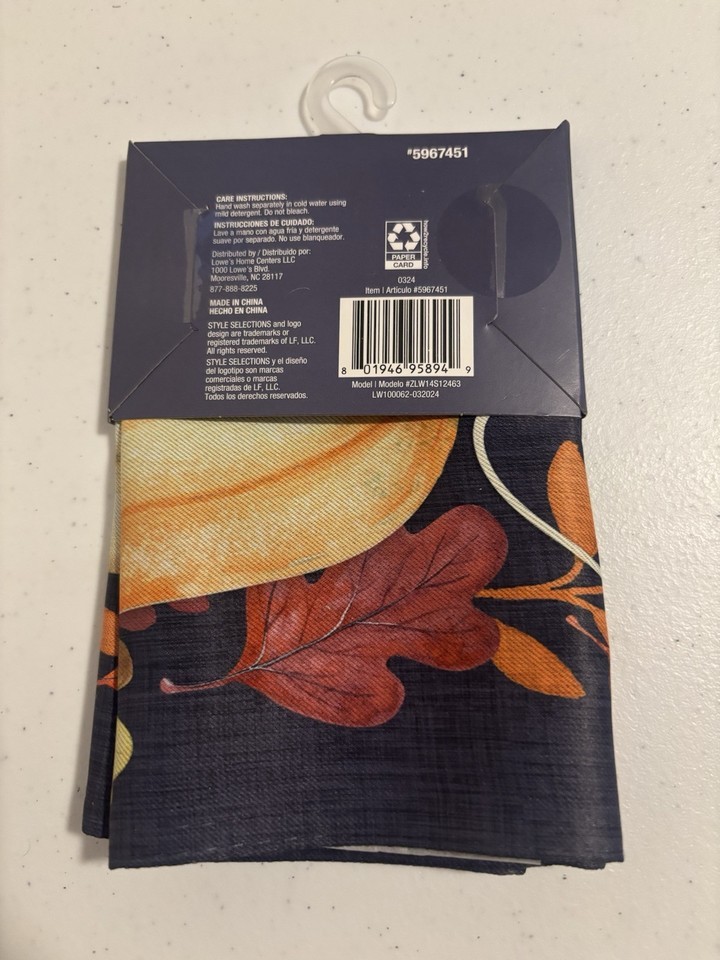 #5967451
CARE INSTRUCTIONS:
Hand wash separately in cold water using
mild detergent. Do not bleach.
INSTRUCCIONES DE CUIDADO:
Lave a mano con agua fría y detergente
suave por separado. No use blanqueador.
Distributed by / Distribuido por:
Lowe's Home Centers LLC
1000 Lowe's Blvd.
Mooresville, NC 28117
877-888-8225
MADE IN CHINA
HECHO EN CHINA
STYLE SELECTIONS and logo
design are trademarks or
registered trademarks of LF, LLC.
All rights reserved.
STYLE SELECTIONS y el diseño
del logotipo son marcas
comerciales o marcas
registradas de LF, LLC.
Todos los derechos reservados.
how2recycle.info
PAPER
CARD
0324
Item | Artículo #5967451
8 01946 95894 9
Model | Modelo #ZLW14S12463
LW100062-032024